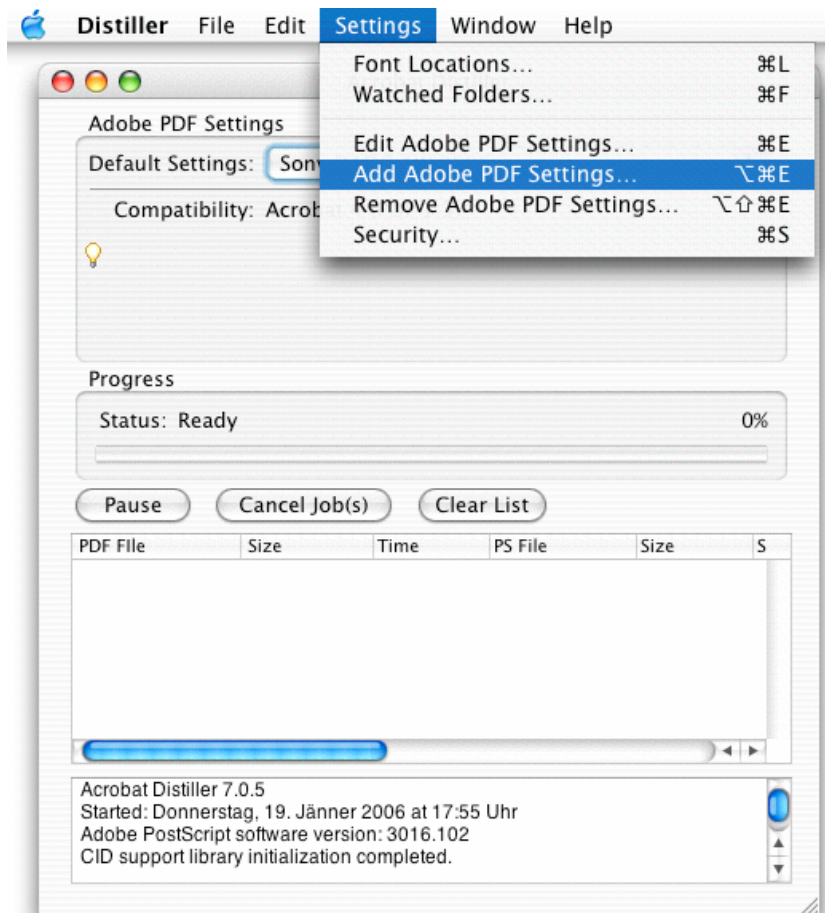 Distiller File Edit Settings Window Help
Font Locations... ⌘L
Watched Folders... ⌘F
Edit Adobe PDF Settings... ⌘E
Add Adobe PDF Settings... ⌥⌘E
Remove Adobe PDF Settings... ⌥⇧⌘E
Security... ⌘S
Adobe PDF Settings
Default Settings:
Compatibility:
Progress
Status: Ready 0%
Pause Cancel Job(s) Clear List
PDF FIle Size Time PS File Size S
Acrobat Distiller 7.0.5
Started: Donnerstag, 19. Jänner 2006 at 17:55 Uhr
Adobe PostScript software version: 3016.102
CID support library initialization completed.